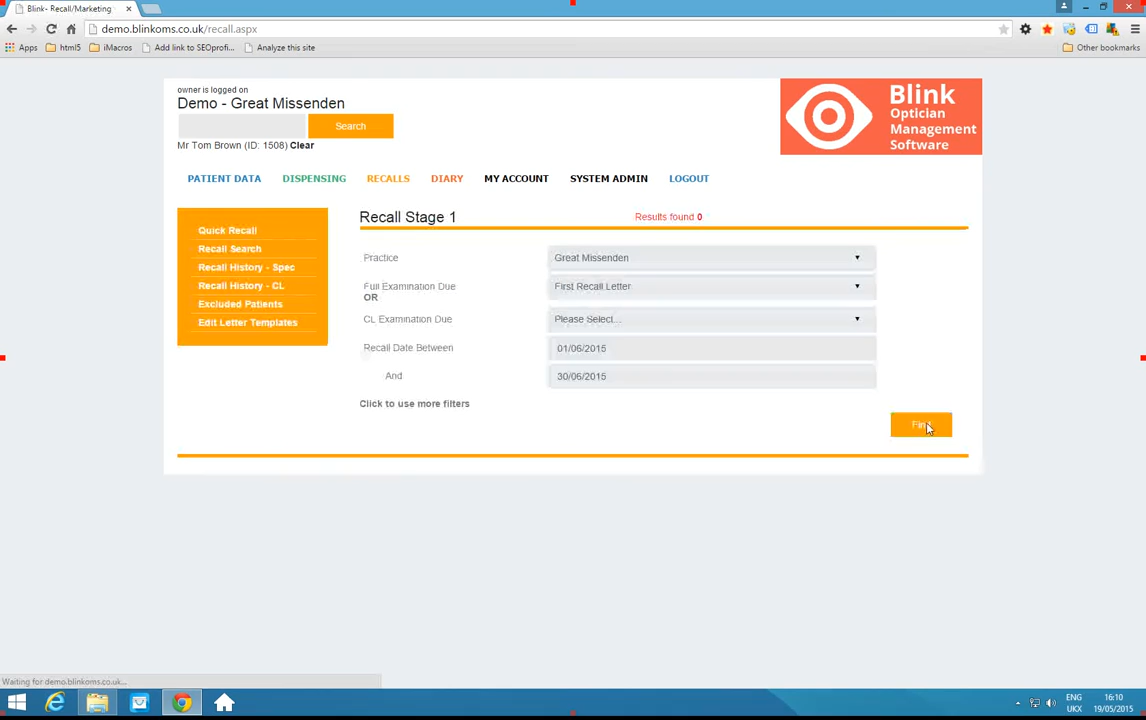 Blink- Recall/Marketing
demo.blinkoms.co.uk/recall.aspx
Apps html5 iMacros Add link to SEOprofi... Analyze this site Other bookmarks
owner is logged on
Demo - Great Missenden
Search
Mr Tom Brown (ID: 1508) Clear
Blink
Optician
Management
Software
PATIENT DATA DISPENSING RECALLS DIARY MY ACCOUNT SYSTEM ADMIN LOGOUT
Quick Recall
Recall Search
Recall History - Spec
Recall History - CL
Excluded Patients
Edit Letter Templates
Recall Stage 1 Results found 0
Practice Great Missenden
Full Examination Due First Recall Letter
OR
CL Examination Due Please Select...
Recall Date Between 01/06/2015
And 30/06/2015
Click to use more filters
Find
Waiting for demo.blinkoms.co.uk...
ENG 16:10
UKX 19/05/2015